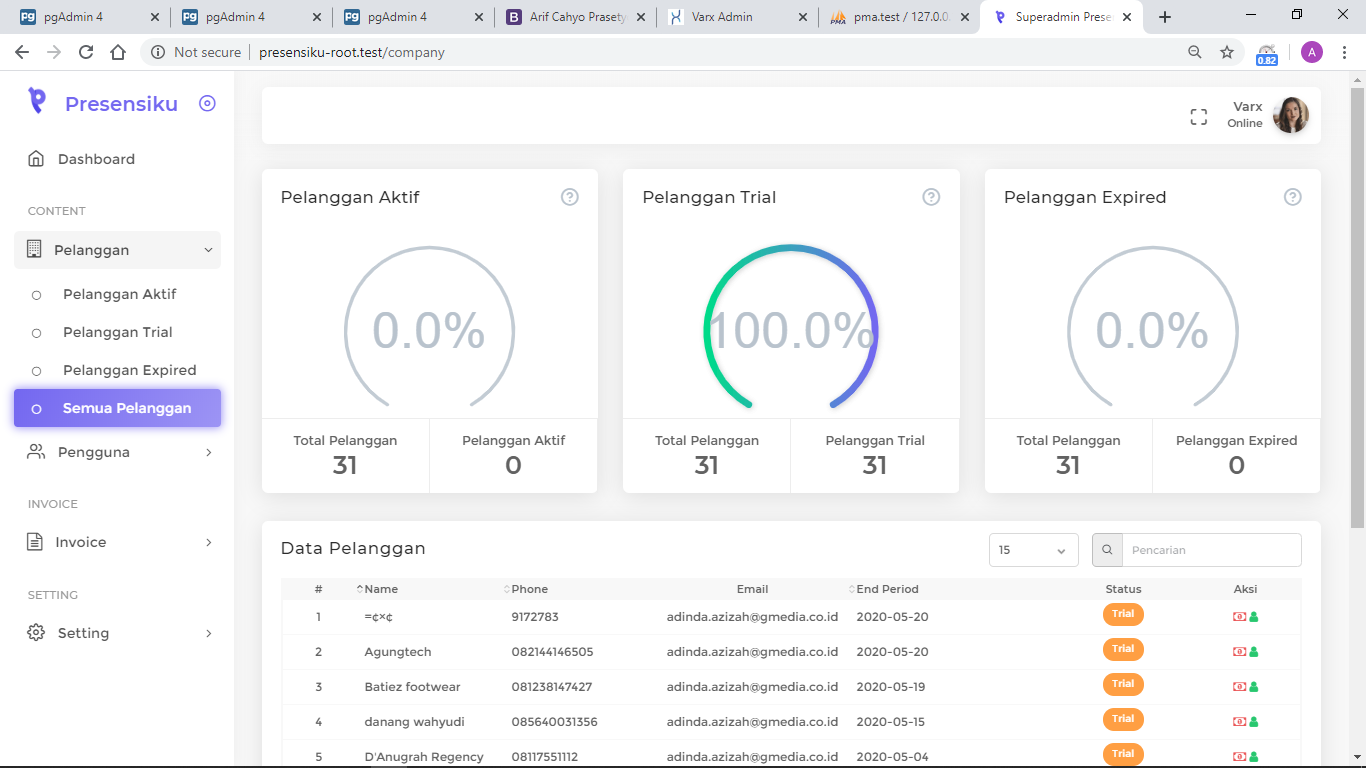 pgAdmin 4
pgAdmin 4
pgAdmin 4
Arif Cahyo Prasety
Varx Admin
pma.test / 127.0.0.
Superadmin Prese
Not secure
presensiku-root.test/company
0.82
A
Presensiku
Varx
Online
Dashboard
CONTENT
Pelanggan
Pelanggan Aktif
Pelanggan Trial
Pelanggan Expired
Semua Pelanggan
Pengguna
INVOICE
Invoice
SETTING
Setting
Pelanggan Aktif
0.0%
Total Pelanggan
31
Pelanggan Aktif
0
Pelanggan Trial
100.0%
Total Pelanggan
31
Pelanggan Trial
31
Pelanggan Expired
0.0%
Total Pelanggan
31
Pelanggan Expired
0
Data Pelanggan
15
Pencarian
# Name Phone Email End Period Status Aksi
1 =¢×¢ 9172783 adinda.azizah@gmedia.co.id 2020-05-20 Trial
2 Agungtech 082144146505 adinda.azizah@gmedia.co.id 2020-05-20 Trial
3 Batiez footwear 081238147427 adinda.azizah@gmedia.co.id 2020-05-19 Trial
4 danang wahyudi 085640031356 adinda.azizah@gmedia.co.id 2020-05-15 Trial
5 D'Anugrah Regency 08117551112 adinda.azizah@gmedia.co.id 2020-05-04 Trial